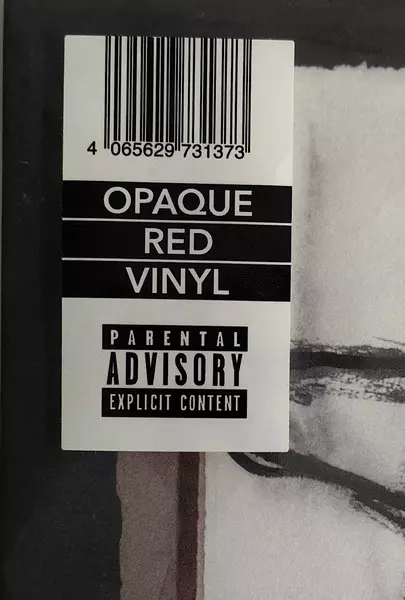 4 065629 731373
OPAQUE
RED
VINYL
PARENTAL
ADVISORY
EXPLICIT CONTENT